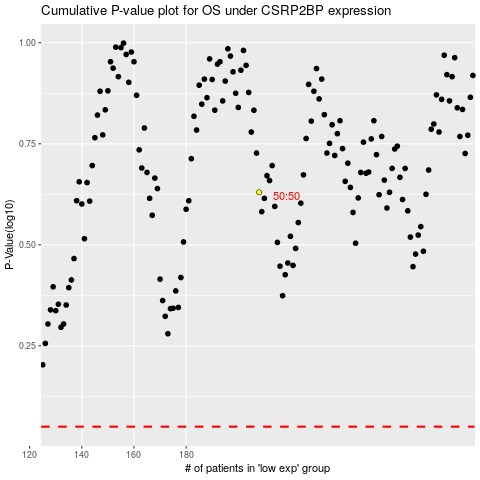 Cumulative P-value plot for OS under CSRP2BP expression
P-Value(log10)
1.00
0.75
0.50
0.25
50:50
120 140 160 180
# of patients in 'low exp' group